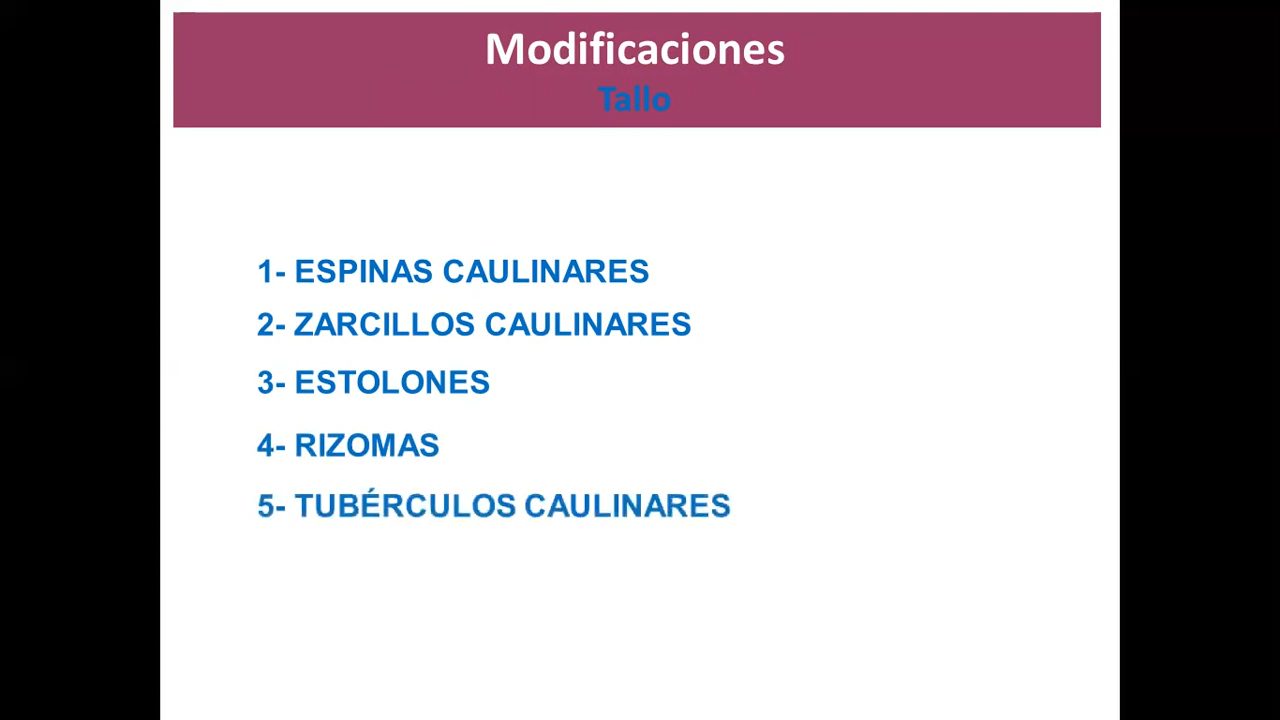 Modificaciones
Tallo
1- ESPINAS CAULINARES
2- ZARCILLOS CAULINARES
3- ESTOLONES
4- RIZOMAS
5- TUBÉRCULOS CAULINARES